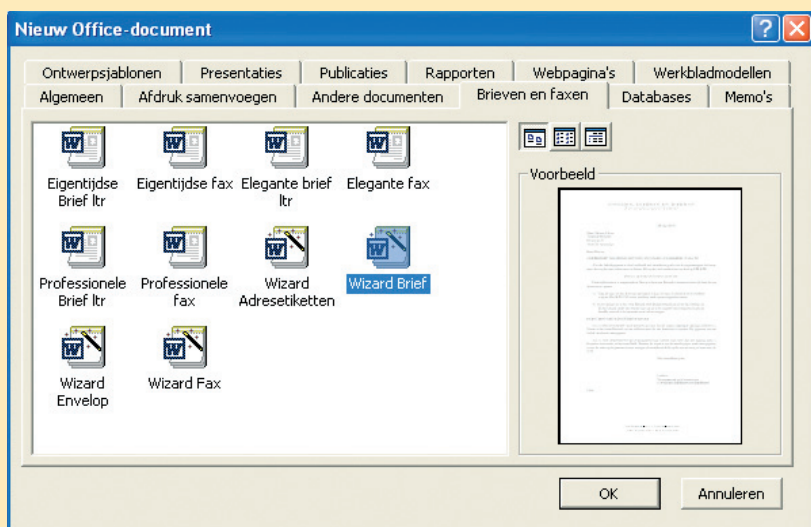 Nieuw Office-document
Ontwerpsjablonen Presentaties Publicaties Rapporten Webpagina's Werkbladmodellen
Algemeen Afdruk samenvoegen Andere documenten Brieven en faxen Databases Memo's
Eigentijdse Brief ltr
Eigentijdse fax
Elegante brief ltr
Elegante fax
Professionele Brief ltr
Professionele fax
Wizard Adresetiketten
Wizard Brief
Wizard Envelop
Wizard Fax
Voorbeeld
OK Annuleren